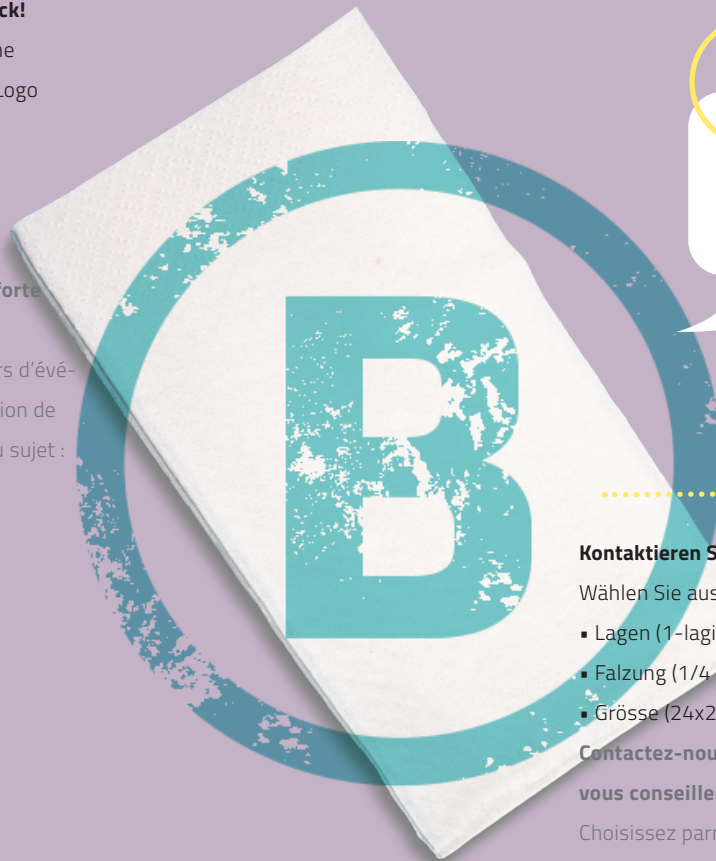 ck!
ne
Logo
forte
rs d'évé-
ion de
u sujet :
B
Kontaktieren S
Wählen Sie aus
▪ Lagen (1-lagi
▪ Falzung (1/4
▪ Grösse (24x2
Contactez-nou
vous conseille
Choisissez parm